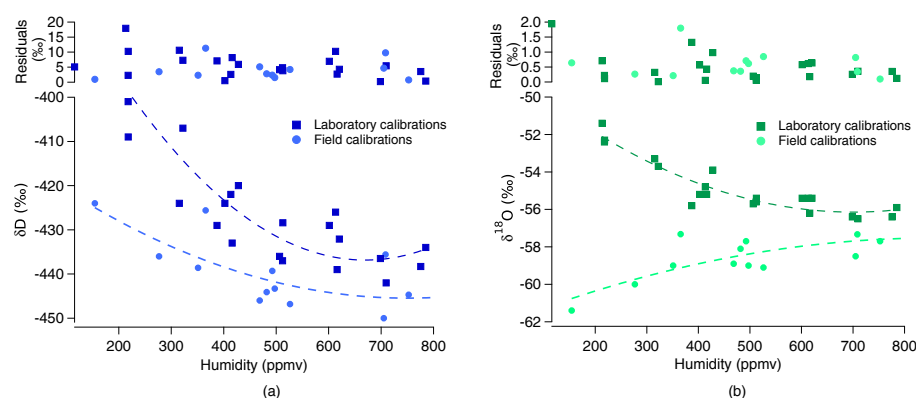 Residuals
(‰)
20
15
10
5
0
-400
-410
-420
-430
-440
-450
δD (‰)
Laboratory calibrations
Field calibrations
200 300 400 500 600 700 800
Humidity (ppmv)
(a)
Residuals
(‰)
2.0
1.5
1.0
0.5
0.0
-50
-52
-54
-56
-58
-60
-62
δ¹⁸O (‰)
Laboratory calibrations
Field calibrations
200 300 400 500 600 700 800
Humidity (ppmv)
(b)